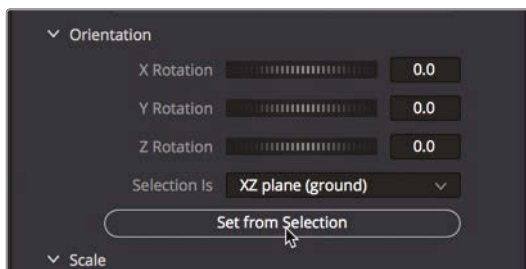 Orientation
X Rotation 0.0
Y Rotation 0.0
Z Rotation 0.0
Selection Is XZ plane (ground)
Set from Selection
Scale